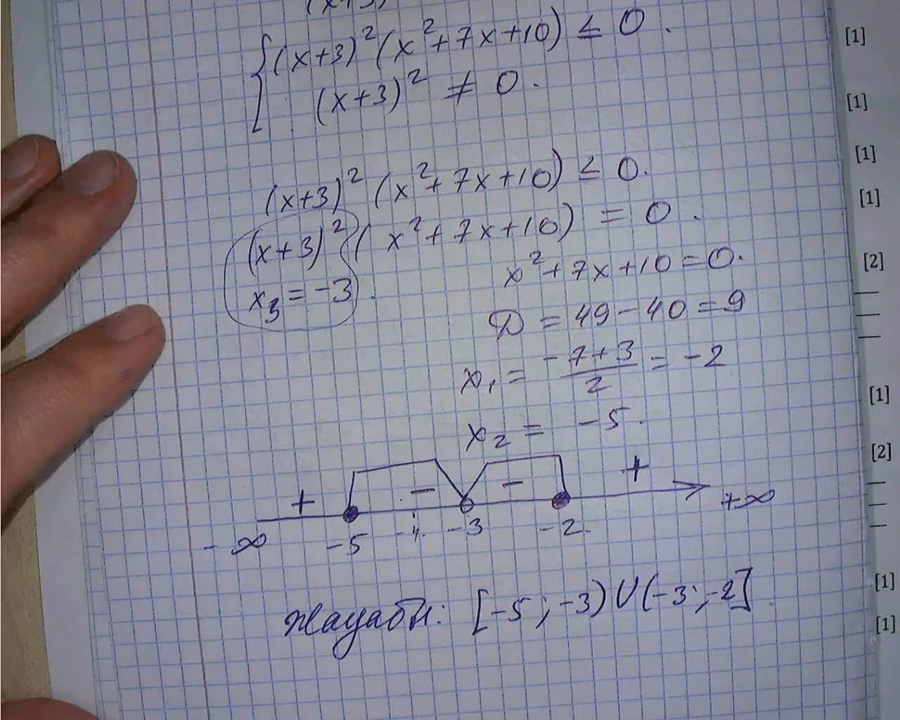 (x+3)
{(x+3)²(x²+7x+10) ≤ 0.
(x+3)² ≠ 0.
(x+3)² (x²+7x+10) ≤ 0.
(x+3)² (x²+7x+10) = 0.
x₃ = -3.
x²+7x+10=0.
D = 49-40=9
x₁ = (-7+3)/2 = -2
x₂ = -5.
+ - - +
-∞ -5 -4 -3 -2. +∞
Жауабы: [-5;-3)U(-3;-2]
[1]
[1]
[1]
[1]
[2]
[1]
[2]
[1]
[1]